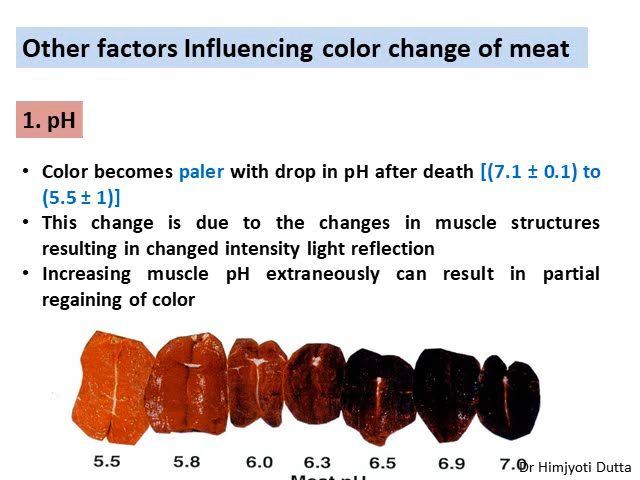 Other factors Influencing color change of meat
1. pH
• Color becomes paler with drop in pH after death [(7.1 ± 0.1) to
(5.5 ± 1)]
• This change is due to the changes in muscle structures
resulting in changed intensity light reflection
• Increasing muscle pH extraneously can result in partial
regaining of color
5.5 5.8 6.0 6.3 6.5 6.9 7.0
Meat pH
Dr Himjyoti Dutta